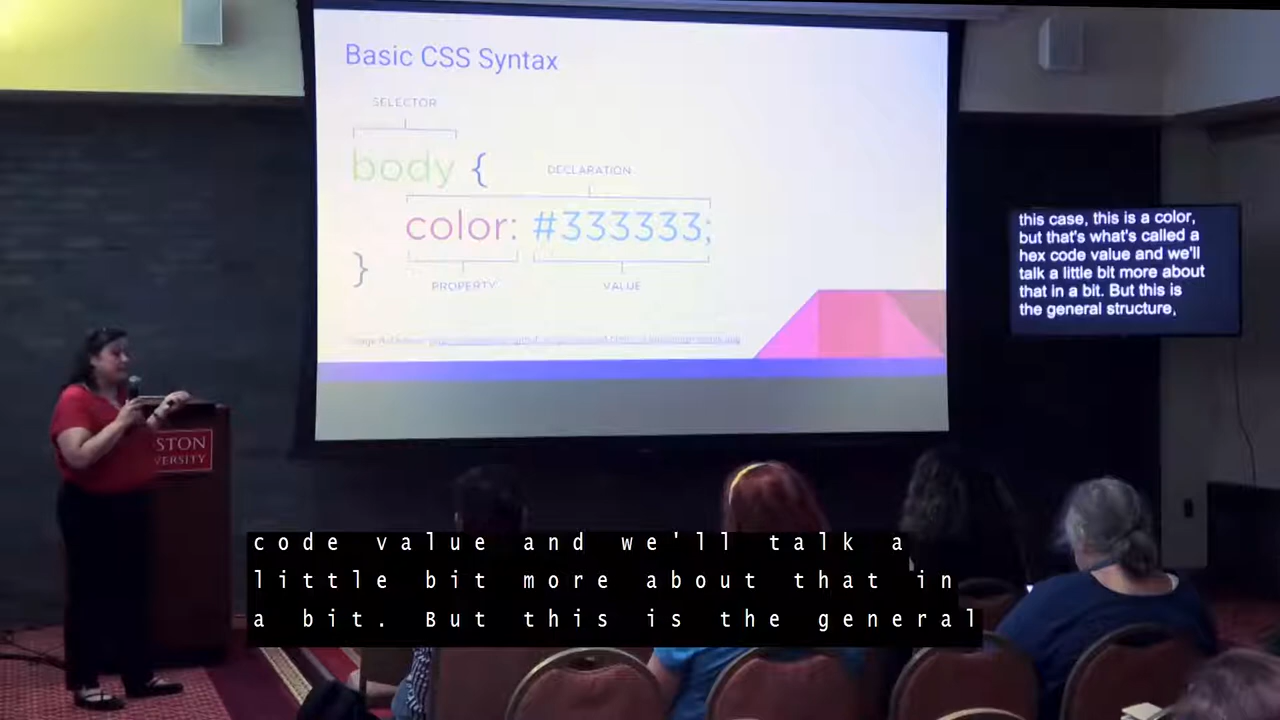 Basic CSS Syntax
SELECTOR
body {
DECLARATION
color: #333333;
}
PROPERTY
VALUE
this case, this is a color,
but that's what's called a
hex code value and we'll
talk a little bit more about
that in a bit. But this is
the general structure,
STON
VERSITY
code value and we'll talk a
little bit more about that in
a bit. But this is the general